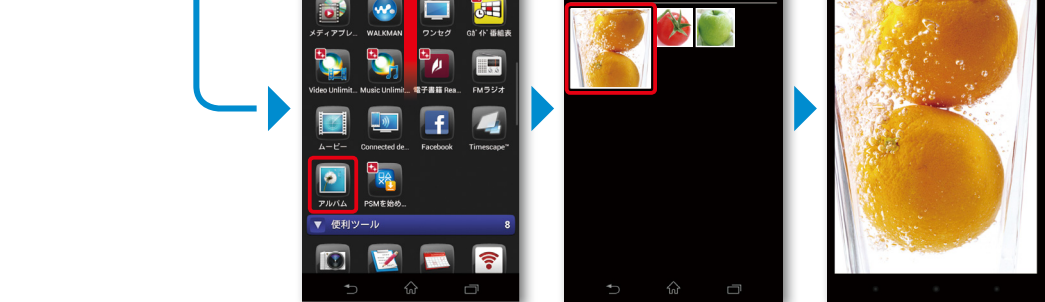 メディアプレ... WALKMAN ワンセグ Gガイド番組表
Video Unlimit... Music Unlimit... 電子書籍 Rea... FMラジオ
ムービー Connected de... Facebook Timescape™
アルバム PSMを始め...
便利ツール 8